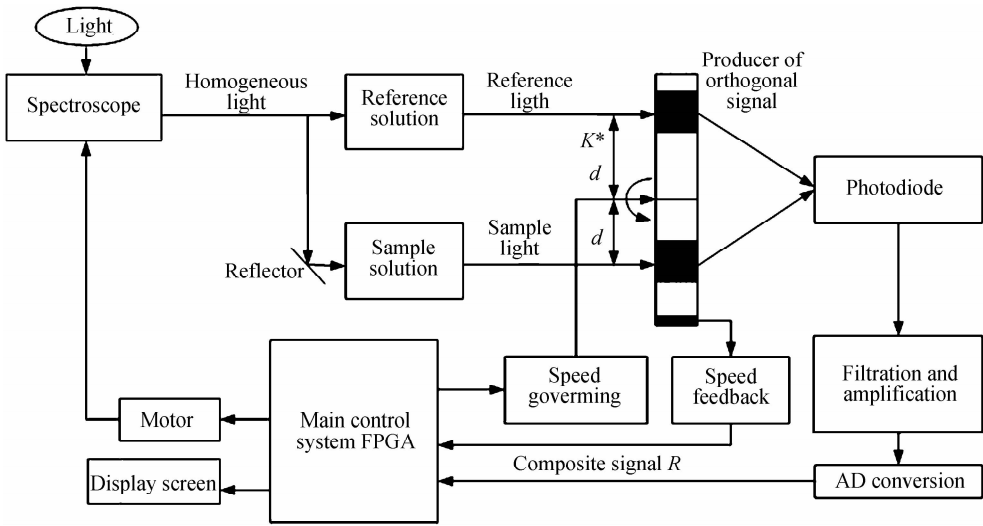 Light
Spectroscope
Homogeneous
light
Reference
solution
Reference
ligth
Producer of
orthogonal
signal
K*
d
d
Photodiode
Reflector
Sample
solution
Sample
light
Main control
system FPGA
Speed
governing
Speed
feedback
Filtration and
amplification
Motor
Display screen
Composite signal R
AD conversion